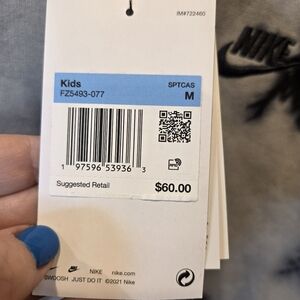 IM#722460
Kids SPTCAS
FZ5493-077 M
1 97596 53936 3
Suggested Retail
$60.00
NIKE nike.com
SWOOSH JUST DO IT ©2021 Nike
NIKE